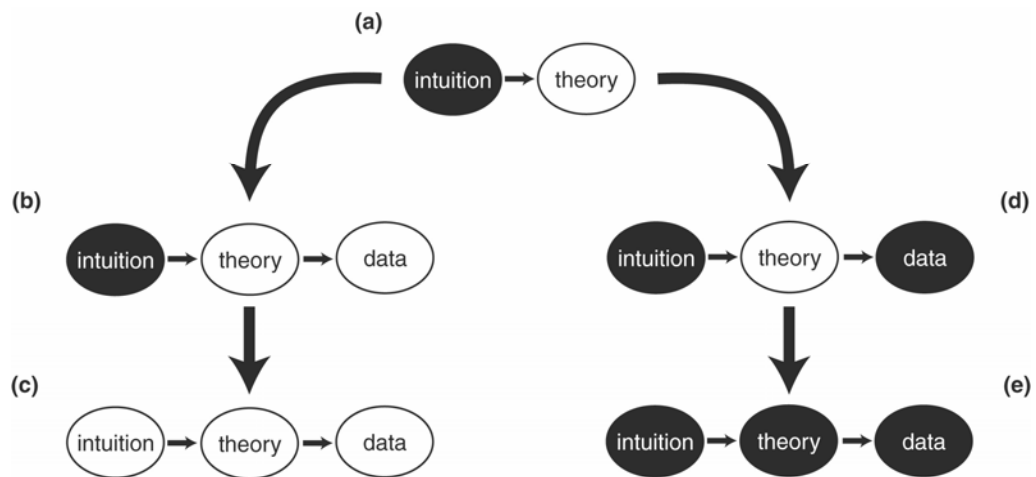 (a)
intuition theory
(b)
intuition theory data
(d)
intuition theory data
(c)
intuition theory data
(e)
intuition theory data